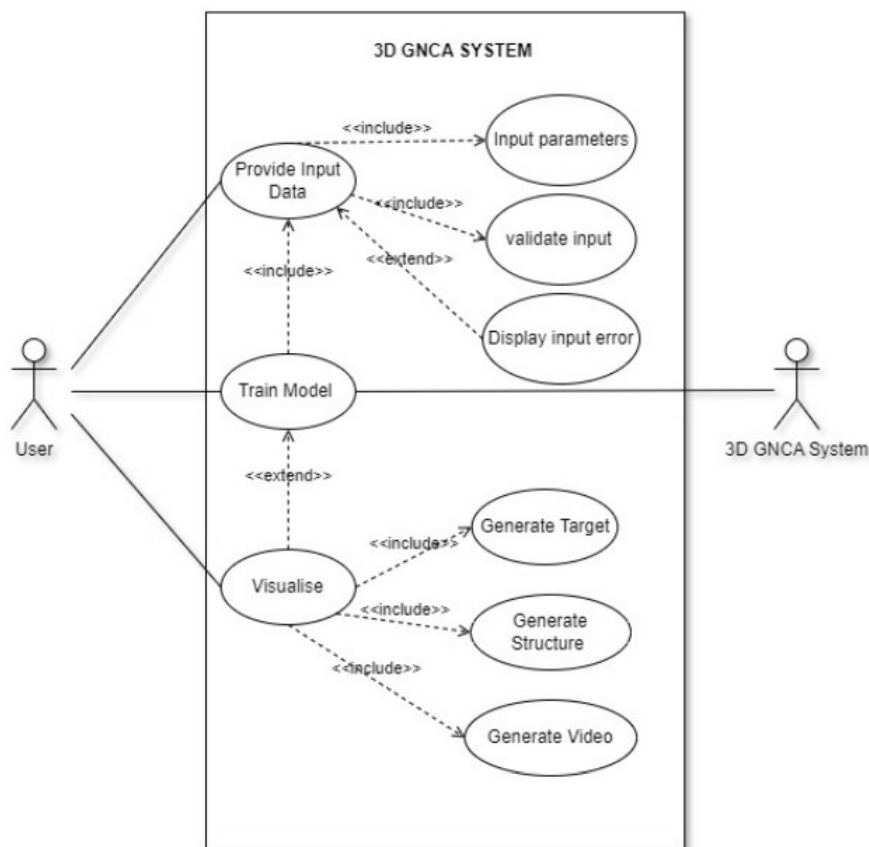 3D GNCA SYSTEM
<<include>>
Input parameters
Provide Input
Data
<<include>>
validate input
<<extend>>
<<include>>
Display input error
Train Model
User
3D GNCA System
<<extend>>
Generate Target
<<include>>
Visualise
<<include>>
Generate
Structure
<<include>>
Generate Video